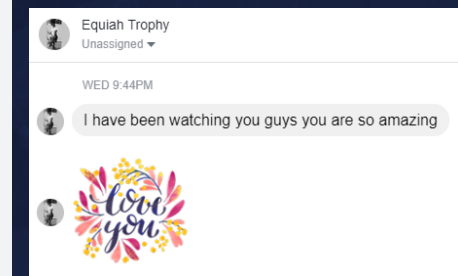 Equiah Trophy
Unassigned
WED 9:44PM
I have been watching you guys you are so amazing
love
you